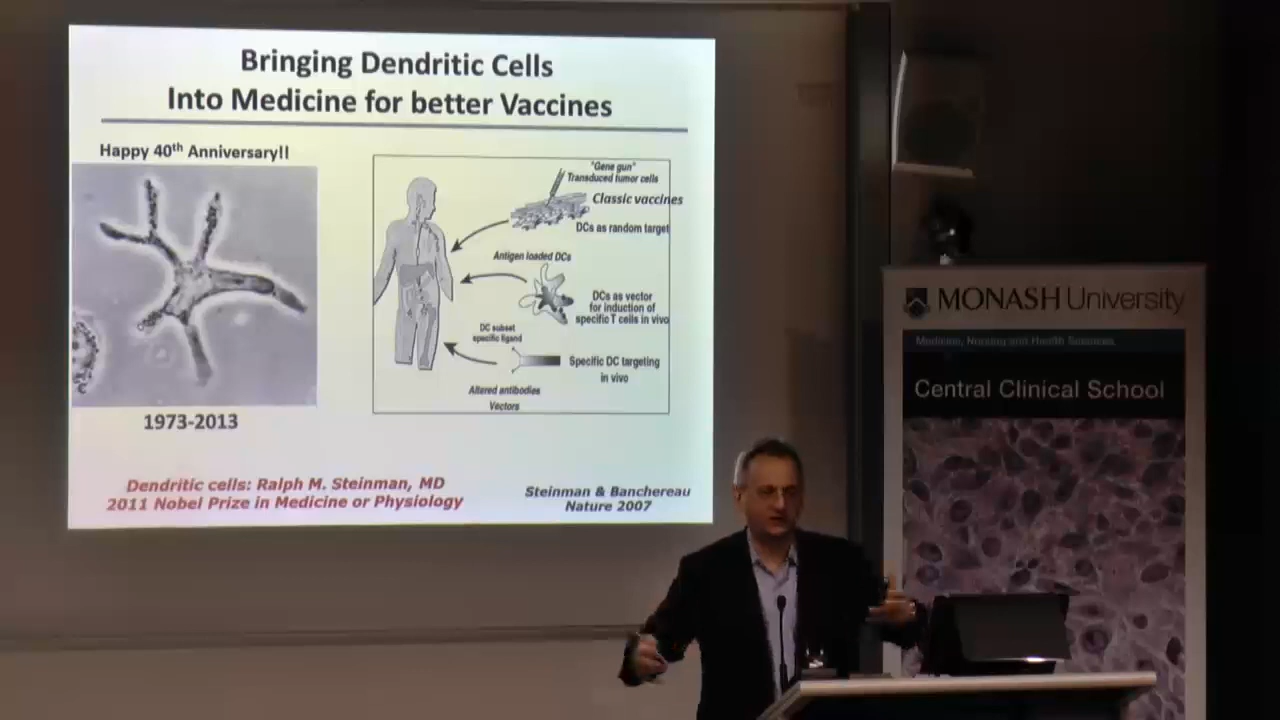 Bringing Dendritic Cells
Into Medicine for better Vaccines
Happy 40th Anniversary!!
1973-2013
"Gene gun"
Transduced tumor cells
Classic vaccines
DCs as random target
Antigen loaded DCs
DCs as vector
for induction of
specific T cells in vivo
DC subset
specific ligand
Specific DC targeting
in vivo
Altered antibodies
Vectors
Dendritic cells: Ralph M. Steinman, MD
2011 Nobel Prize in Medicine or Physiology
Steinman & Banchereau
Nature 2007
MONASH University
Medicine, Nursing and Health Sciences
Central Clinical School